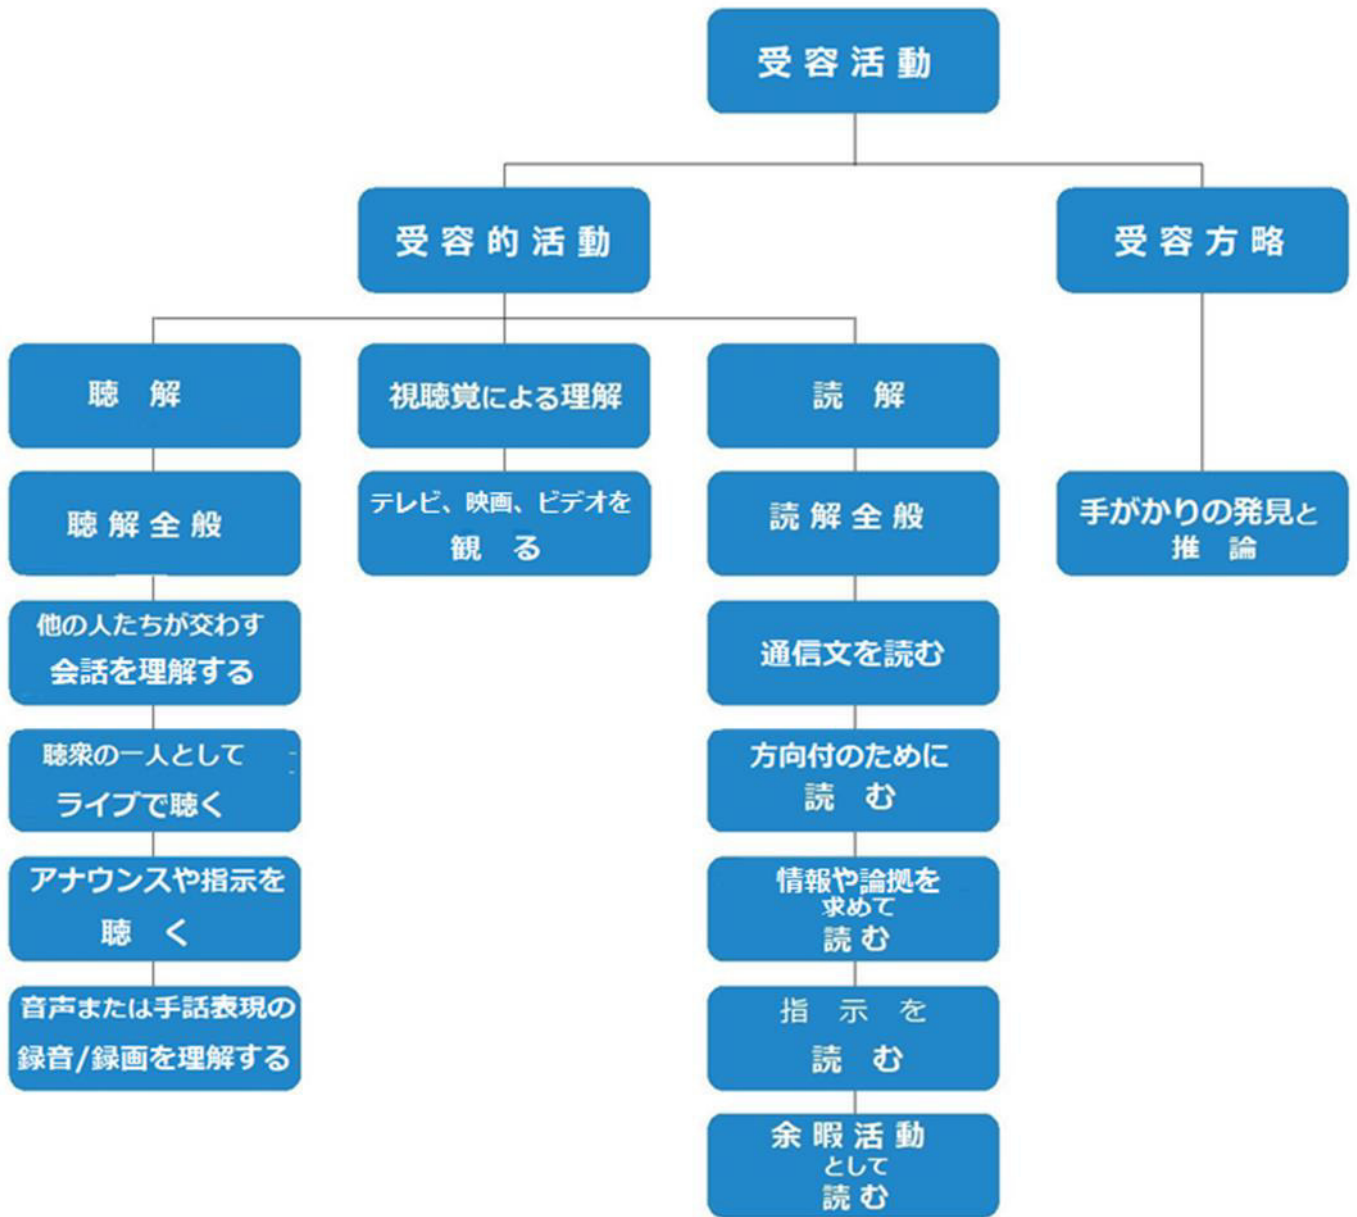 受容活動
受容的活動
受容方略
聴解
視聴覚による理解
読解
聴解全般
テレビ、映画、ビデオを
観る
読解全般
手がかりの発見と
推論
他の人たちが交わす
会話を理解する
通信文を読む
聴衆の一人として
ライブで聴く
方向付のために
読む
アナウンスや指示を
聴く
情報や論拠を
求めて
読む
音声または手話表現の
録音/録画を理解する
指示を
読む
余暇活動
として
読む